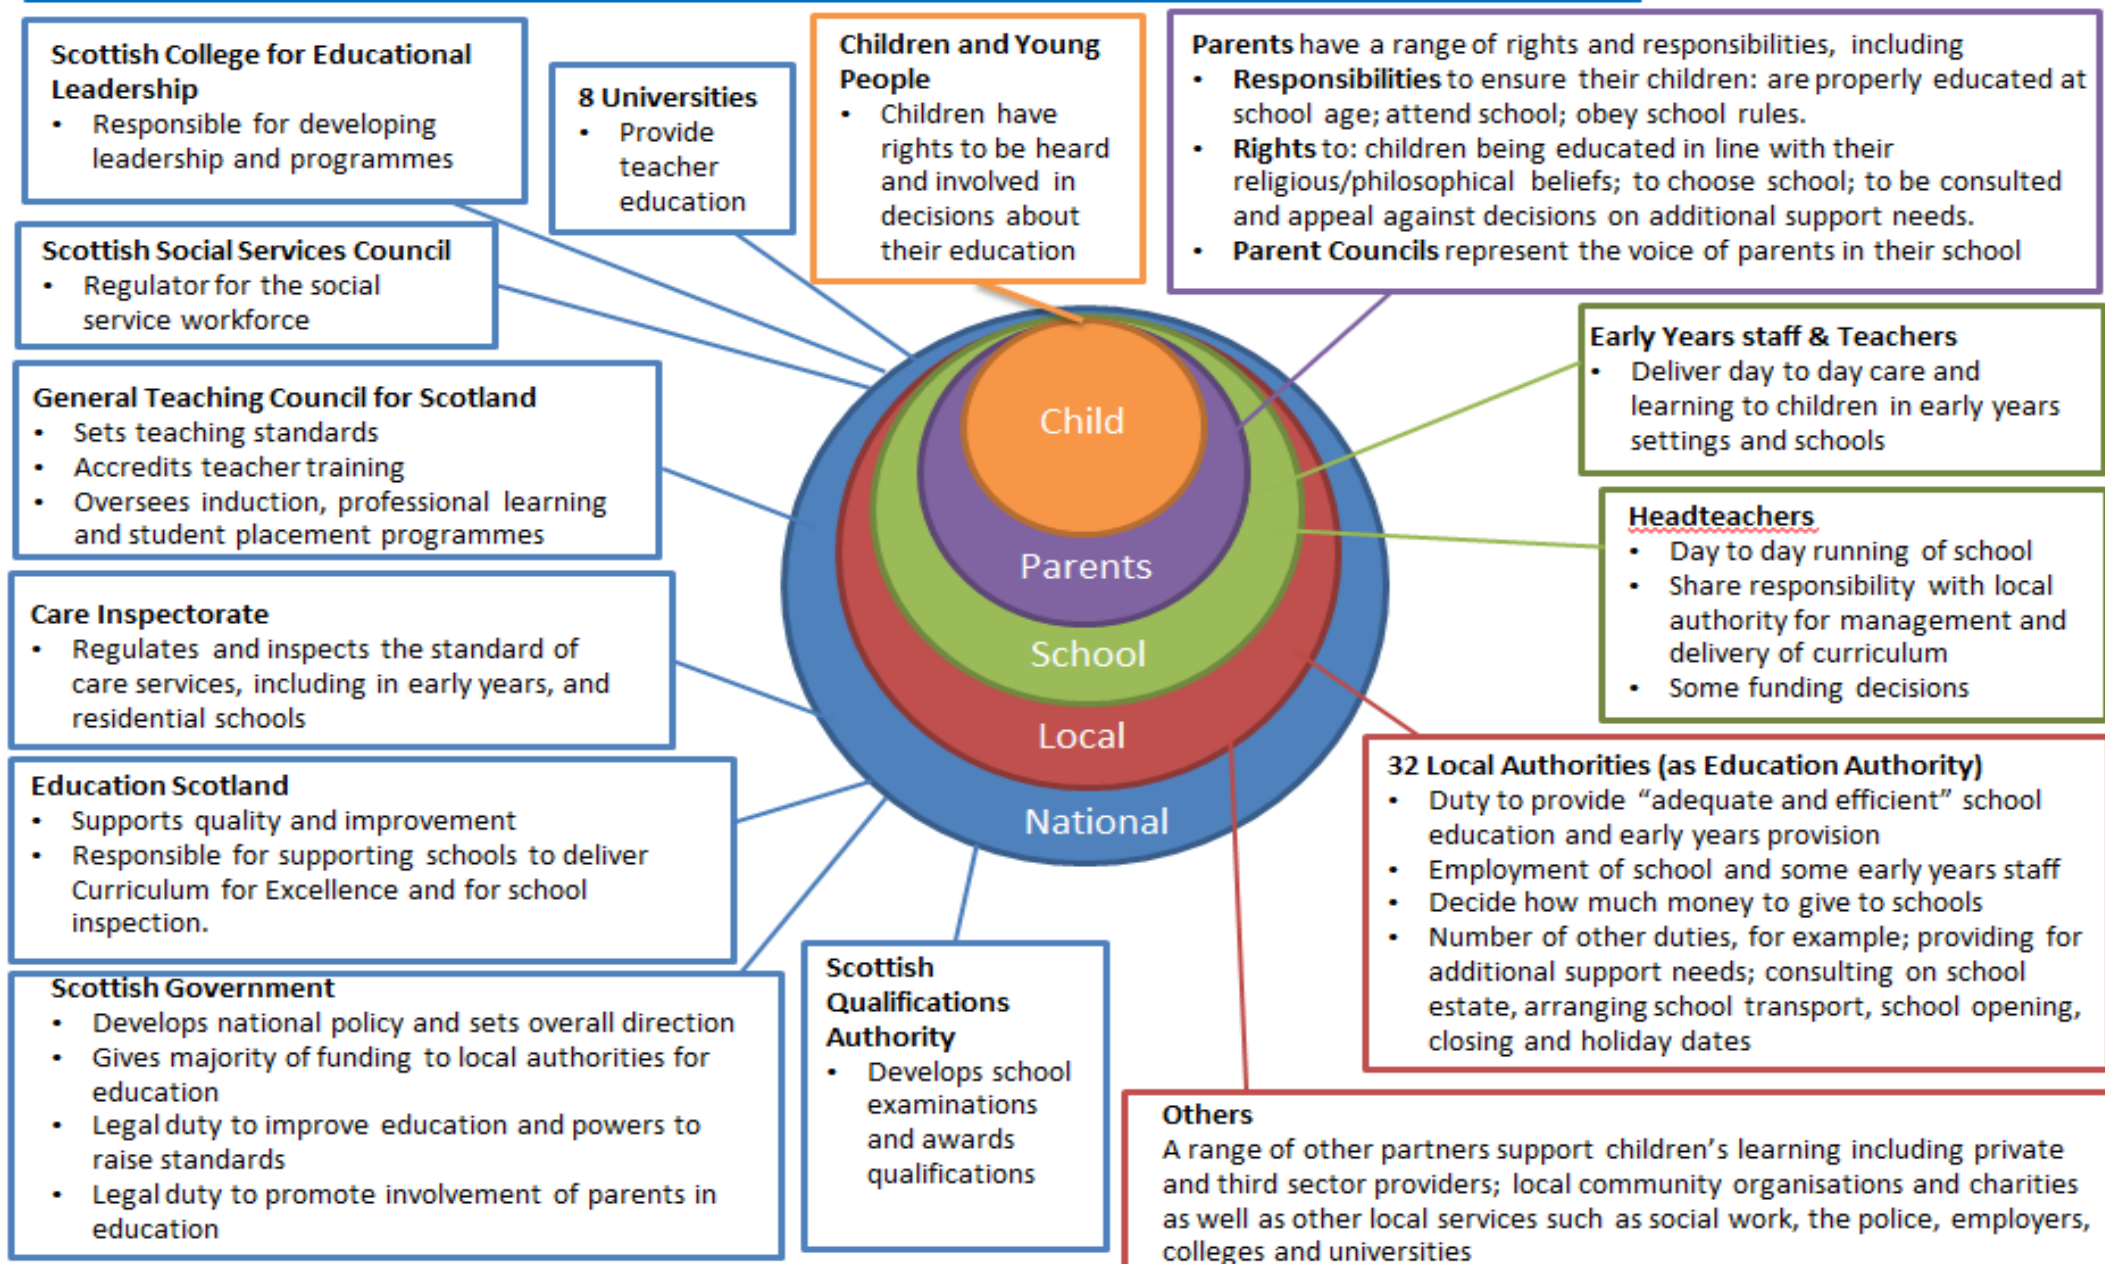 Scottish College for Educational
Leadership
• Responsible for developing
leadership and programmes
8 Universities
• Provide
teacher
education
Children and Young
People
• Children have
rights to be heard
and involved in
decisions about
their education
Parents have a range of rights and responsibilities, including
• Responsibilities to ensure their children: are properly educated at
school age; attend school; obey school rules.
• Rights to: children being educated in line with their
religious/philosophical beliefs; to choose school; to be consulted
and appeal against decisions on additional support needs.
• Parent Councils represent the voice of parents in their school
Scottish Social Services Council
• Regulator for the social
service workforce
General Teaching Council for Scotland
• Sets teaching standards
• Accredits teacher training
• Oversees induction, professional learning
and student placement programmes
Care Inspectorate
• Regulates and inspects the standard of
care services, including in early years, and
residential schools
Education Scotland
• Supports quality and improvement
• Responsible for supporting schools to deliver
Curriculum for Excellence and for school
inspection.
Scottish Government
• Develops national policy and sets overall direction
• Gives majority of funding to local authorities for
education
• Legal duty to improve education and powers to
raise standards
• Legal duty to promote involvement of parents in
education
Child
Parents
School
Local
National
Scottish
Qualifications
Authority
• Develops school
examinations
and awards
qualifications
Early Years staff & Teachers
• Deliver day to day care and
learning to children in early years
settings and schools
Headteachers
• Day to day running of school
• Share responsibility with local
authority for management and
delivery of curriculum
• Some funding decisions
32 Local Authorities (as Education Authority)
• Duty to provide “adequate and efficient” school
education and early years provision
• Employment of school and some early years staff
• Decide how much money to give to schools
• Number of other duties, for example; providing for
additional support needs; consulting on school
estate, arranging school transport, school opening,
closing and holiday dates
Others
A range of other partners support children’s learning including private
and third sector providers; local community organisations and charities
as well as other local services such as social work, the police, employers,
colleges and universities